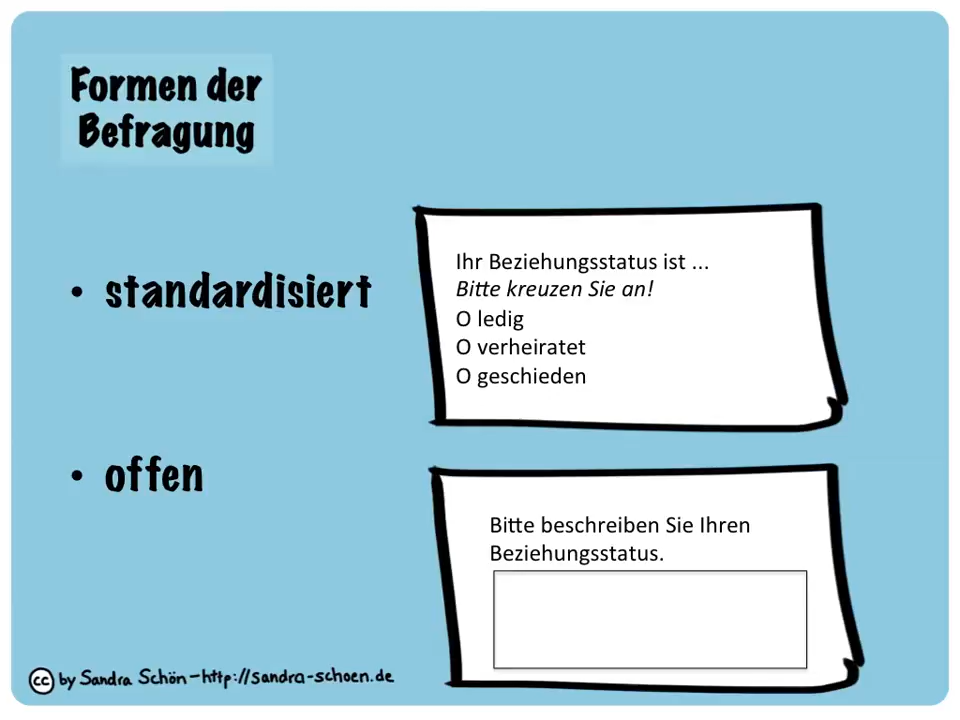 Formen der
Befragung
• standardisiert
Ihr Beziehungsstatus ist ...
Bitte kreuzen Sie an!
O ledig
O verheiratet
O geschieden
• offen
Bitte beschreiben Sie Ihren
Beziehungsstatus.
cc by Sandra Schön – http://sandra-schoen.de